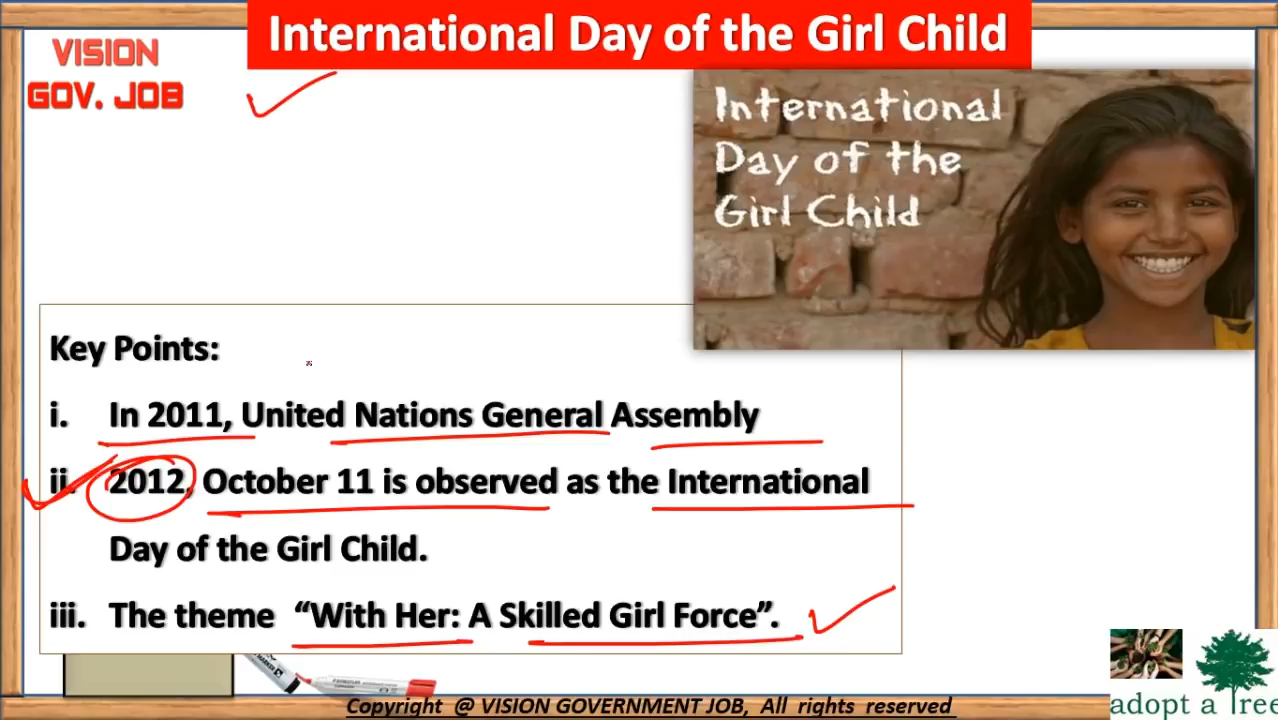 International Day of the Girl Child
VISION
GOV. JOB
International
Day of the
Girl Child
Key Points:
i. In 2011, United Nations General Assembly
ii. 2012, October 11 is observed as the International
Day of the Girl Child.
iii. The theme “With Her: A Skilled Girl Force”.
adopt a Tree
Copyright @ VISION GOVERNMENT JOB, All rights reserved